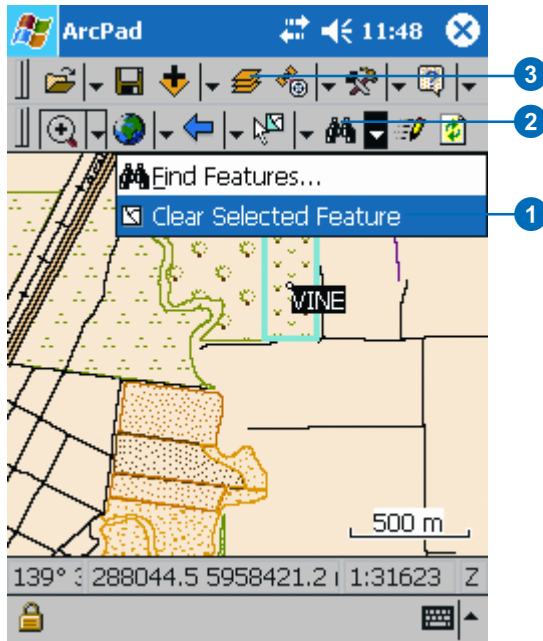 ArcPad 11:48
3
2
Find Features...
Clear Selected Feature
1
VINE
500 m
139° 288044.5 5958421.2 1:31623 Z